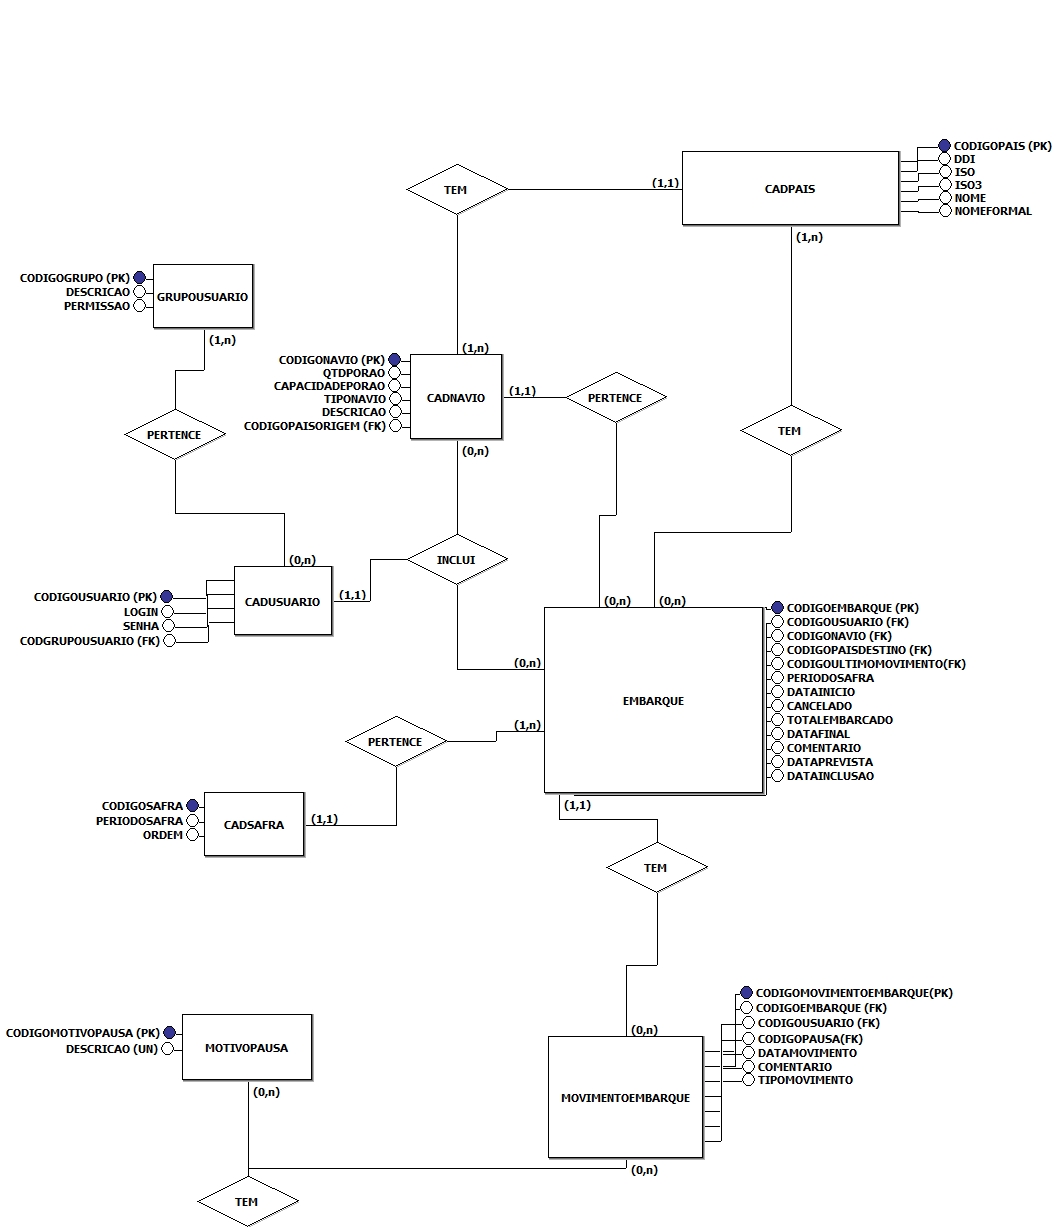 CODIGOPAIS (PK)
DDI
ISO
ISO3
NOME
NOMEFORMAL
TEM
(1,1)
CADPAIS
(1,n)
CODIGOGRUPO (PK)
DESCRICAO
PERMISSAO
GRUPOUSUARIO
(1,n)
(1,n)
CODIGONAVIO (PK)
QTDPORAO
CAPACIDADEPORAO
TIPONAVIO
DESCRICAO
CODIGOPAISORIGEM (FK)
CADNAVIO
(1,1)
PERTENCE
(0,n)
PERTENCE
TEM
(0,n)
INCLUI
CODIGOUSUARIO (PK)
LOGIN
SENHA
CODGRUPOUSUARIO (FK)
CADUSUARIO
(1,1)
(0,n)
(0,n)
(0,n)
EMBARQUE
CODIGOEMBARQUE (PK)
CODIGOUSUARIO (FK)
CODIGONAVIO (FK)
CODIGOPAISDESTINO (FK)
CODIGOULTIMOMOVIMENTO(FK)
PERIODOSAFRA
DATAINICIO
CANCELADO
TOTALEMBARCADO
DATAFINAL
COMENTARIO
DATAPREVISTA
DATAINCLUSAO
(1,n)
PERTENCE
CODIGOSAFRA
PERIODOSAFRA
ORDEM
CADSAFRA
(1,1)
(1,1)
TEM
CODIGOMOVIMENTOEMBARQUE(PK)
CODIGOEMBARQUE (FK)
CODIGOUSUARIO (FK)
CODIGOPAUSA(FK)
DATAMOVIMENTO
COMENTARIO
TIPOMOVIMENTO
(0,n)
MOVIMENTOEMBARQUE
(0,n)
CODIGOMOTIVOPAUSA (PK)
DESCRICAO (UN)
MOTIVOPAUSA
(0,n)
TEM